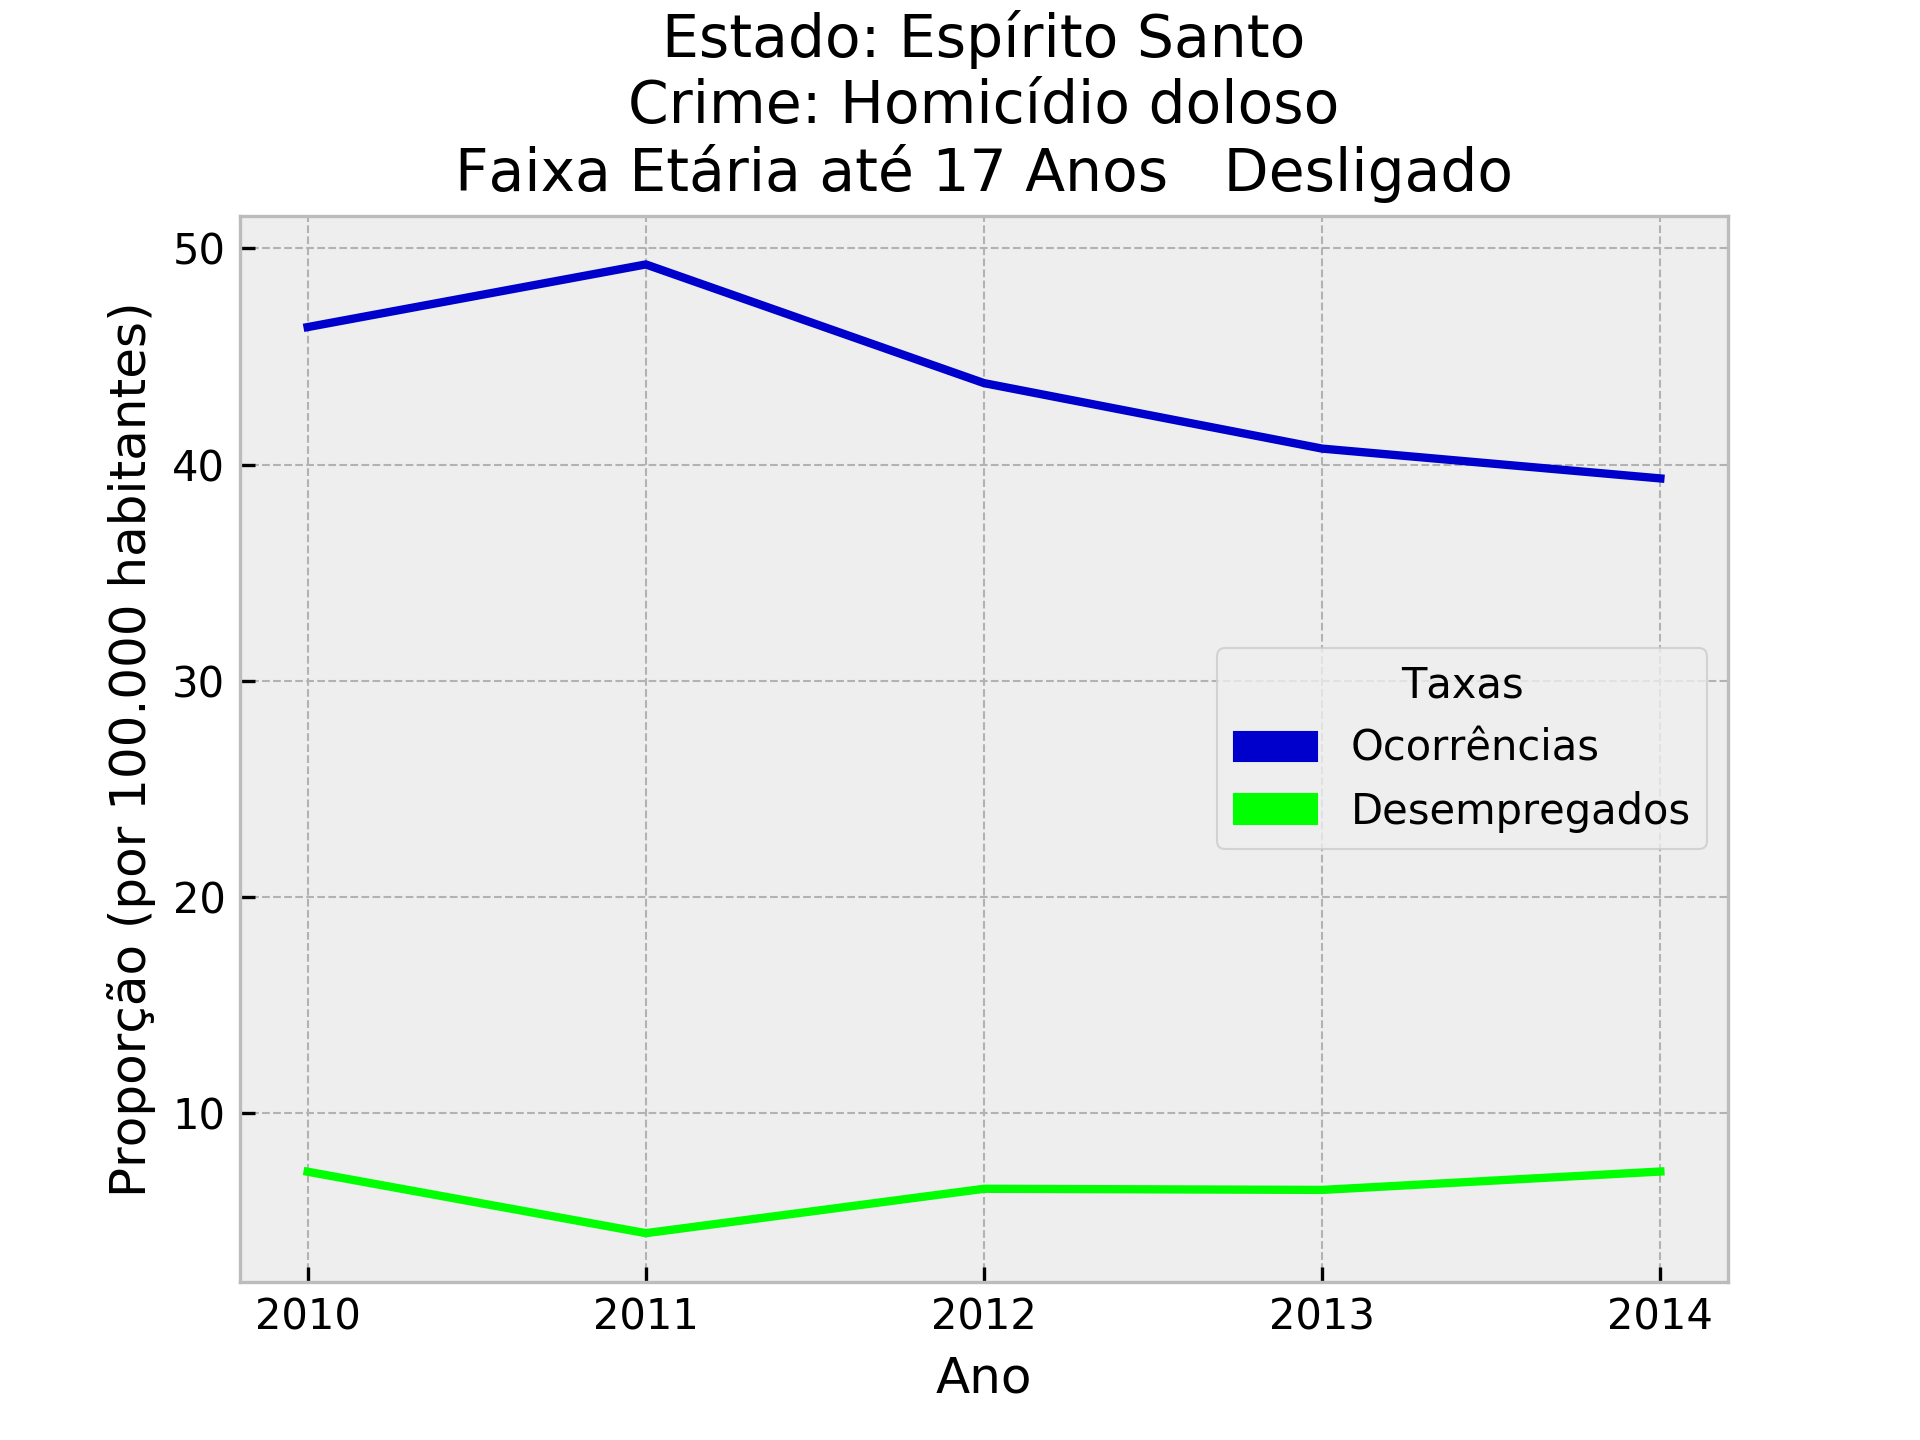 Estado: Espírito Santo
Crime: Homicídio doloso
Faixa Etária até 17 Anos   Desligado
Proporção (por 100.000 habitantes)
50
40
30
20
10
Taxas
Ocorrências
Desempregados
2010 2011 2012 2013 2014
Ano